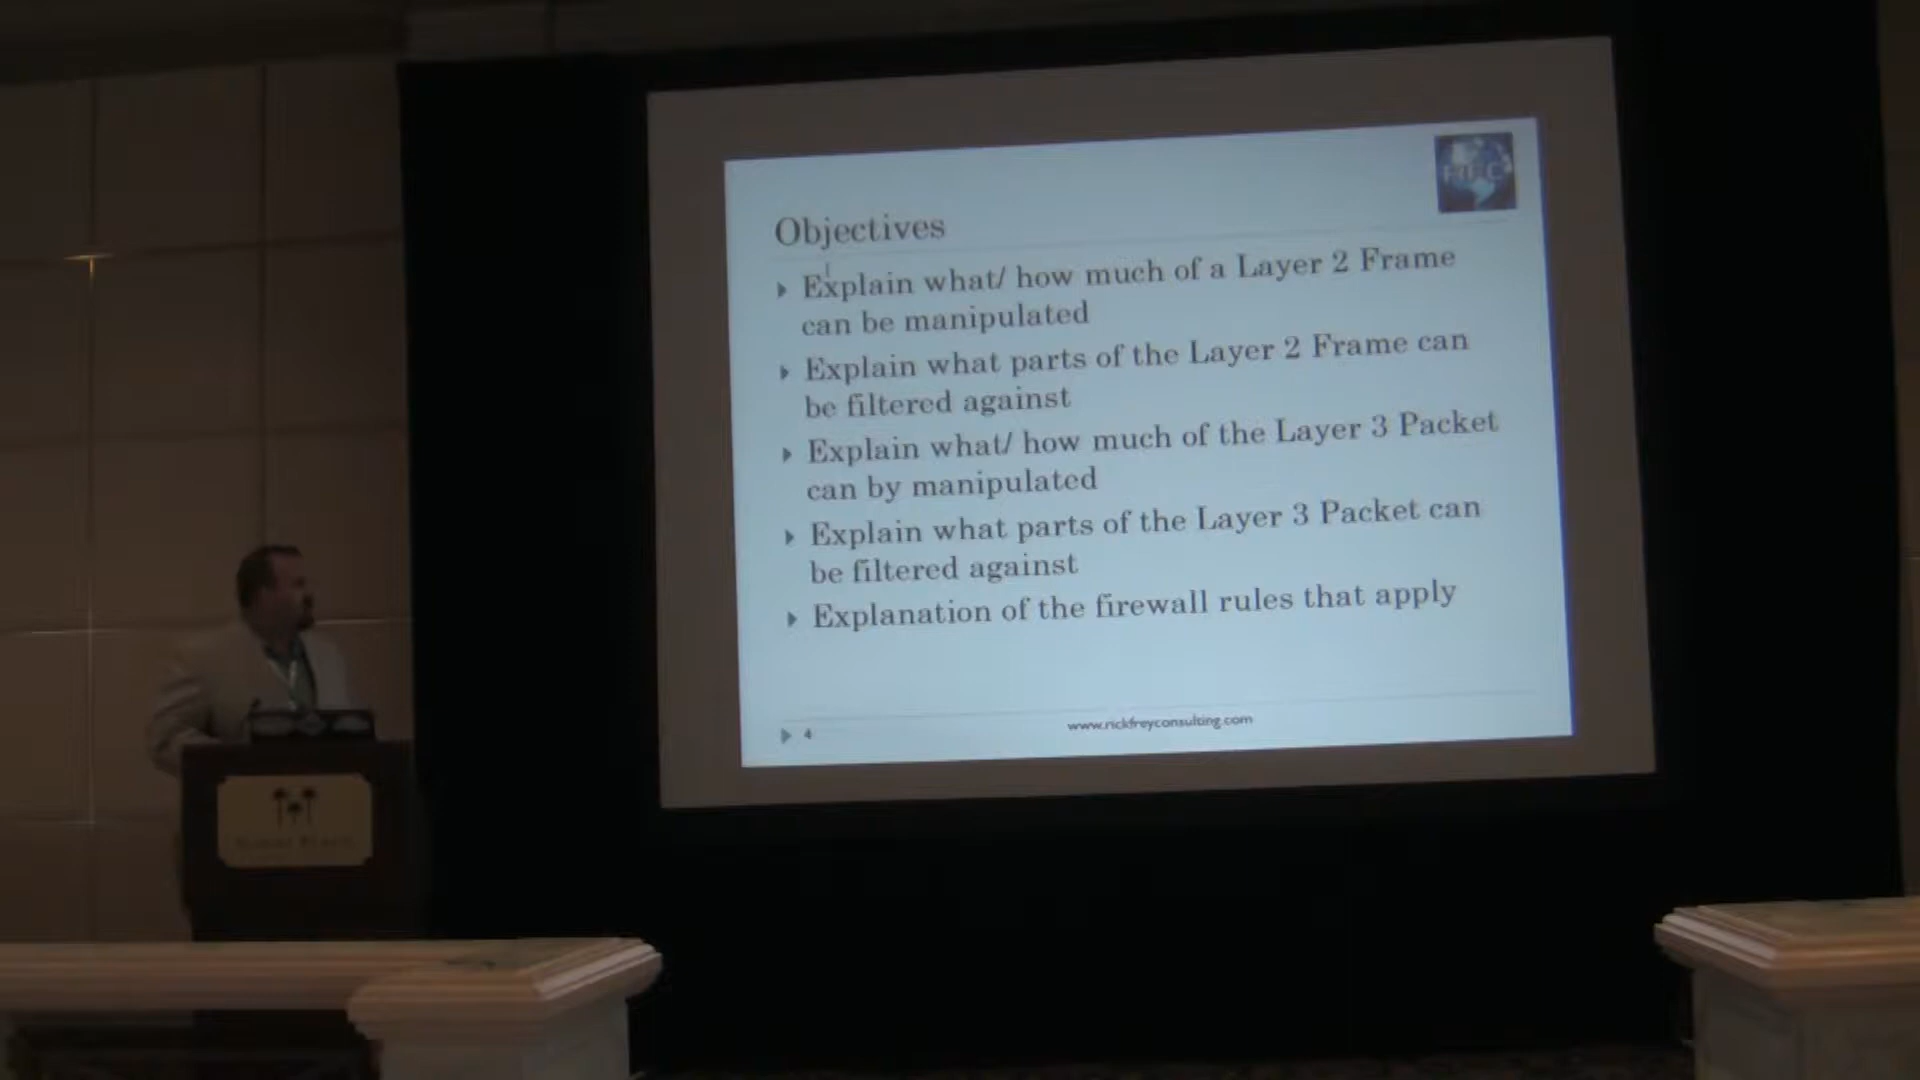 Objectives
Explain what/ how much of a Layer 2 Frame
can be manipulated
Explain what parts of the Layer 2 Frame can
be filtered against
Explain what/ how much of the Layer 3 Packet
can by manipulated
Explain what parts of the Layer 3 Packet can
be filtered against
Explanation of the firewall rules that apply
4
www.rickfreyconsulting.com